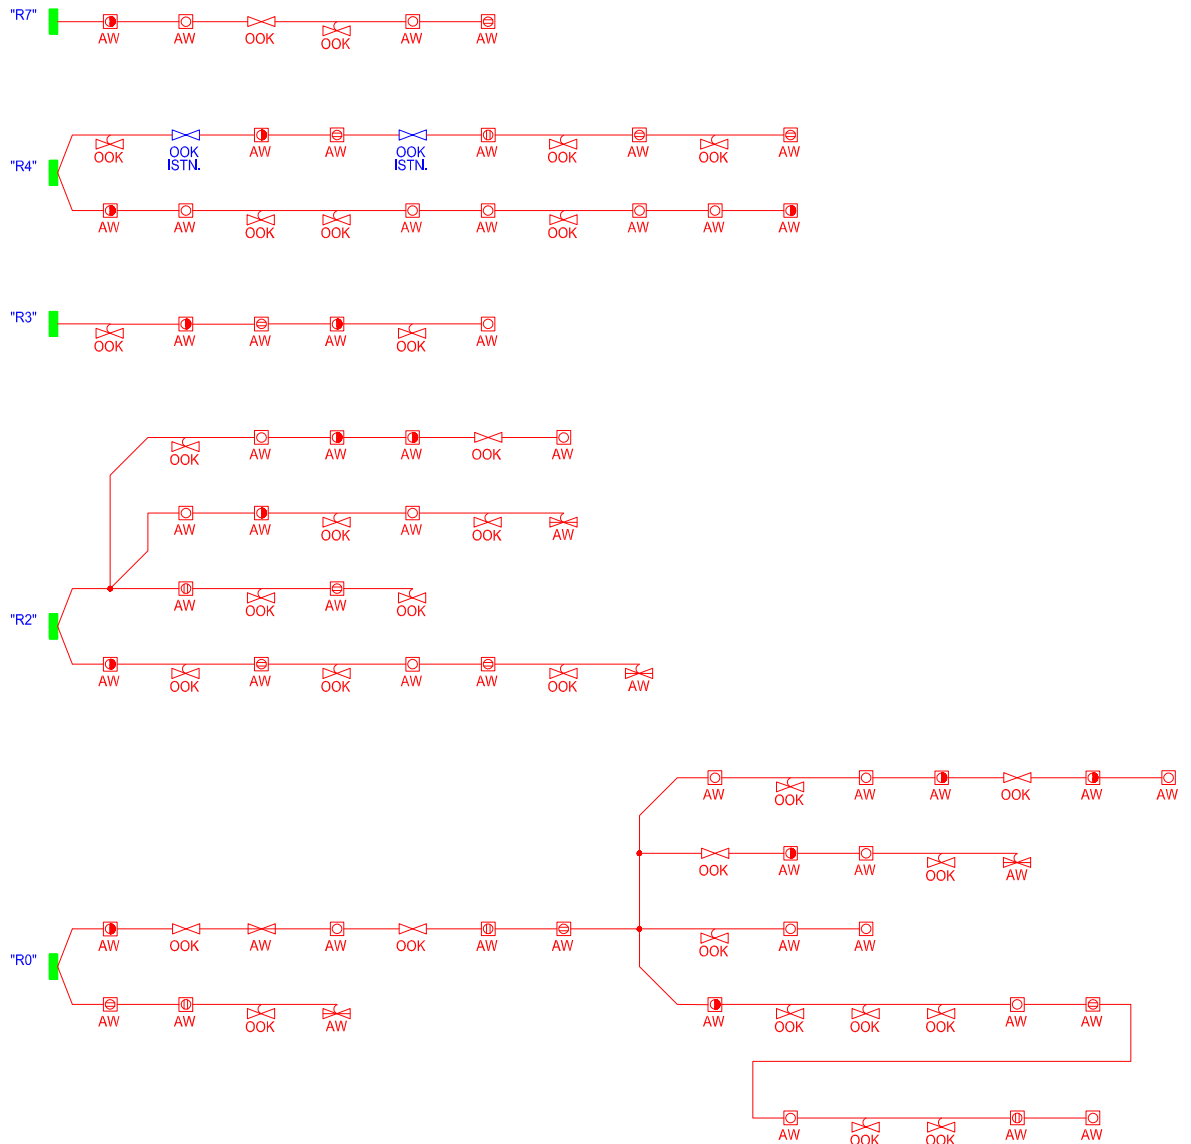 "R7"
AW AW OOK OOK AW AW
"R4"
OOK OOK AW AW OOK AW OOK AW OOK AW
ISTN. ISTN.
AW AW OOK OOK AW AW OOK AW AW AW
"R3"
OOK AW AW AW OOK AW
OOK AW AW AW OOK AW
AW AW OOK AW OOK AW
AW OOK AW OOK
"R2"
AW OOK AW OOK AW AW OOK AW
AW OOK AW AW OOK AW AW
OOK AW AW OOK AW
AW OOK AW AW OOK AW AW OOK AW AW
"R0"
AW AW OOK AW AW OOK OOK OOK AW AW
AW OOK OOK AW AW